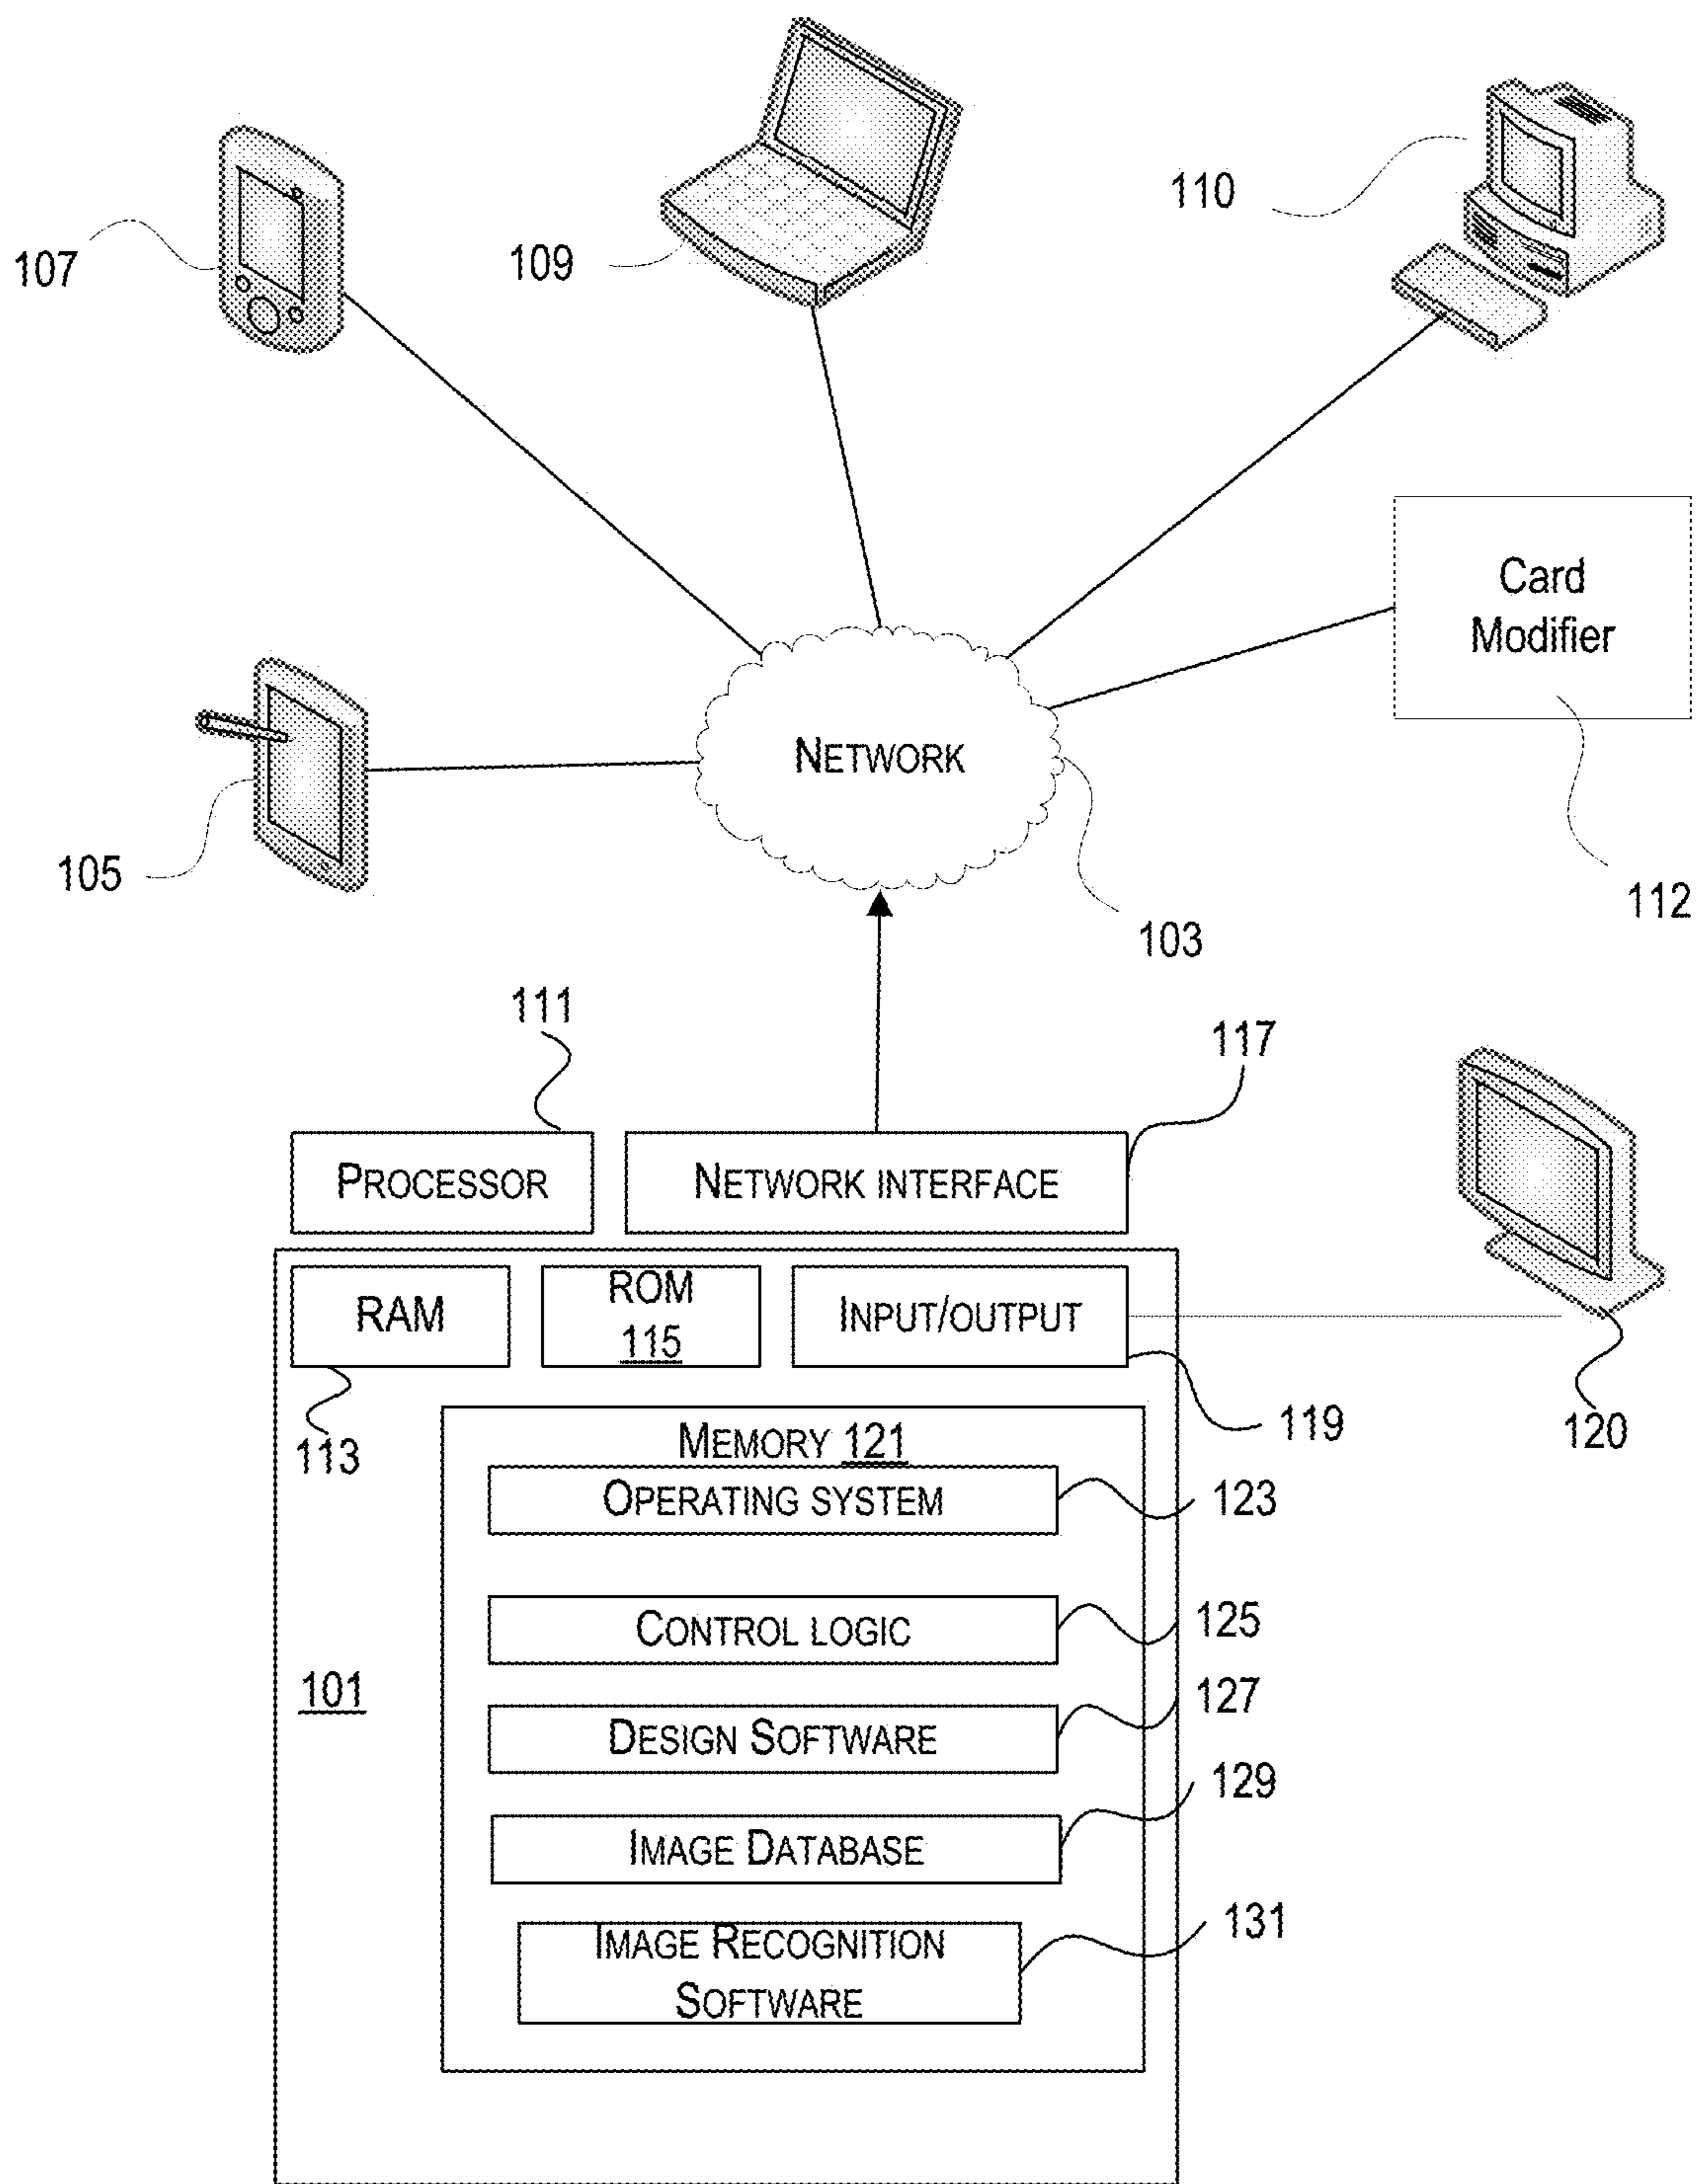 110
107
109
Card
Modifier
NETWORK
105
112
103
111
117
PROCESSOR
NETWORK INTERFACE
RAM
ROM
115
INPUT/OUTPUT
113
119
120
MEMORY 121
OPERATING SYSTEM
123
CONTROL LOGIC
125
101
DESIGN SOFTWARE
127
IMAGE DATABASE
129
IMAGE RECOGNITION
SOFTWARE
131